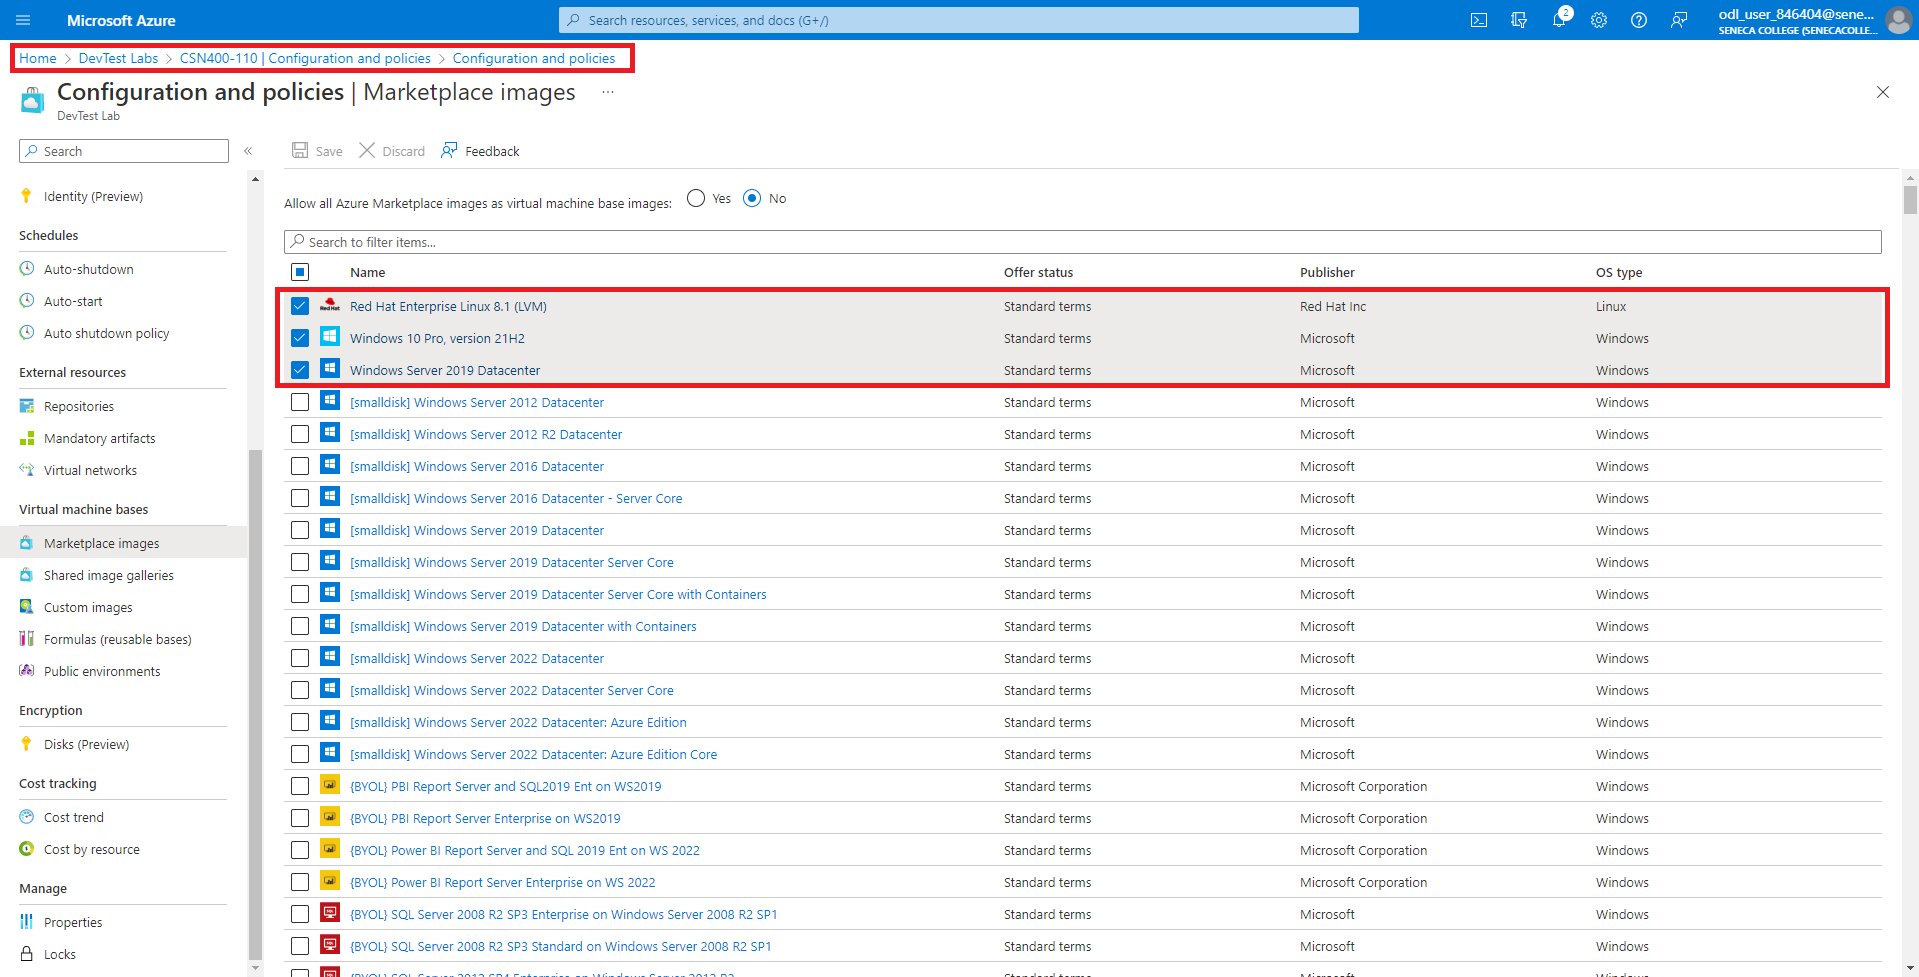 Microsoft Azure
Search resources, services, and docs (G+/)
2
odl_user_846404@sene...
SENECA COLLEGE (SENECACOLLE...
Home > DevTest Labs > CSN400-110 | Configuration and policies > Configuration and policies
Configuration and policies | Marketplace images ...
DevTest Lab
Search
«
Save Discard Feedback
Identity (Preview)
Schedules
Auto-shutdown
Auto-start
Auto shutdown policy
External resources
Repositories
Mandatory artifacts
Virtual networks
Virtual machine bases
Marketplace images
Shared image galleries
Custom images
Formulas (reusable bases)
Public environments
Encryption
Disks (Preview)
Cost tracking
Cost trend
Cost by resource
Manage
Properties
Locks
Allow all Azure Marketplace images as virtual machine base images: Yes No
Search to filter items...
Name Offer status Publisher OS type
Red Hat Red Hat Enterprise Linux 8.1 (LVM) Standard terms Red Hat Inc Linux
Windows 10 Pro, version 21H2 Standard terms Microsoft Windows
Windows Server 2019 Datacenter Standard terms Microsoft Windows
[smalldisk] Windows Server 2012 Datacenter Standard terms Microsoft Windows
[smalldisk] Windows Server 2012 R2 Datacenter Standard terms Microsoft Windows
[smalldisk] Windows Server 2016 Datacenter Standard terms Microsoft Windows
[smalldisk] Windows Server 2016 Datacenter - Server Core Standard terms Microsoft Windows
[smalldisk] Windows Server 2019 Datacenter Standard terms Microsoft Windows
[smalldisk] Windows Server 2019 Datacenter Server Core Standard terms Microsoft Windows
[smalldisk] Windows Server 2019 Datacenter Server Core with Containers Standard terms Microsoft Windows
[smalldisk] Windows Server 2019 Datacenter with Containers Standard terms Microsoft Windows
[smalldisk] Windows Server 2022 Datacenter Standard terms Microsoft Windows
[smalldisk] Windows Server 2022 Datacenter Server Core Standard terms Microsoft Windows
[smalldisk] Windows Server 2022 Datacenter: Azure Edition Standard terms Microsoft Windows
[smalldisk] Windows Server 2022 Datacenter: Azure Edition Core Standard terms Microsoft Windows
{BYOL} PBI Report Server and SQL2019 Ent on WS2019 Standard terms Microsoft Corporation Windows
{BYOL} PBI Report Server Enterprise on WS2019 Standard terms Microsoft Corporation Windows
{BYOL} Power BI Report Server and SQL 2019 Ent on WS 2022 Standard terms Microsoft Corporation Windows
{BYOL} Power BI Report Server Enterprise on WS 2022 Standard terms Microsoft Corporation Windows
{BYOL} SQL Server 2008 R2 SP3 Enterprise on Windows Server 2008 R2 SP1 Standard terms Microsoft Windows
{BYOL} SQL Server 2008 R2 SP3 Standard on Windows Server 2008 R2 SP1 Standard terms Microsoft Windows